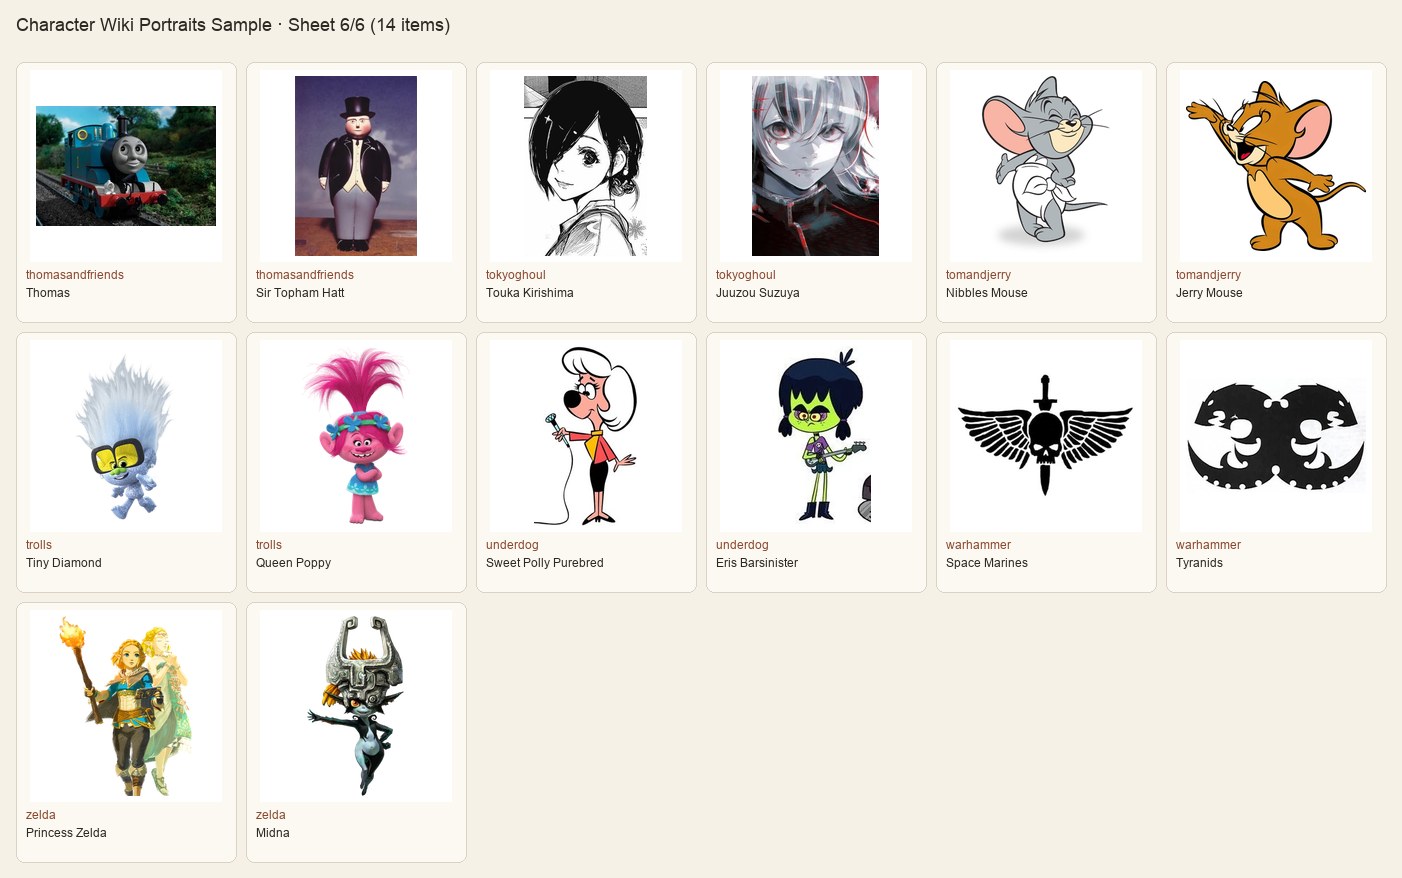 Character Wiki Portraits Sample · Sheet 6/6 (14 items)
thomasandfriends
Thomas
thomasandfriends
Sir Topham Hatt
tokyoghoul
Touka Kirishima
tokyoghoul
Juuzou Suzuya
tomandjerry
Nibbles Mouse
tomandjerry
Jerry Mouse
trolls
Tiny Diamond
trolls
Queen Poppy
underdog
Sweet Polly Purebred
underdog
Eris Barsinister
warhammer
Space Marines
warhammer
Tyranids
zelda
Princess Zelda
zelda
Midna